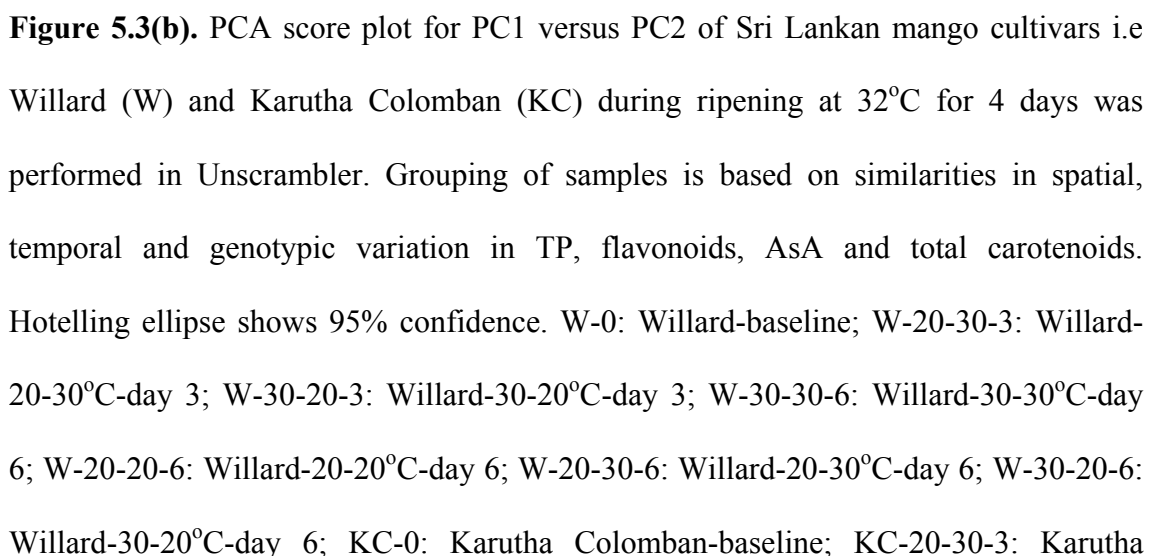 Figure 5.3(b). PCA score plot for PC1 versus PC2 of Sri Lankan mango cultivars i.e
Willard (W) and Karutha Colomban (KC) during ripening at 32°C for 4 days was
performed in Unscrambler. Grouping of samples is based on similarities in spatial,
temporal and genotypic variation in TP, flavonoids, AsA and total carotenoids.
Hotelling ellipse shows 95% confidence. W-0: Willard-baseline; W-20-30-3: Willard-
20-30°C-day 3; W-30-20-3: Willard-30-20°C-day 3; W-30-30-6: Willard-30-30°C-day
6; W-20-20-6: Willard-20-20°C-day 6; W-20-30-6: Willard-20-30°C-day 6; W-30-20-6:
Willard-30-20°C-day 6; KC-0: Karutha Colomban-baseline; KC-20-30-3: Karutha